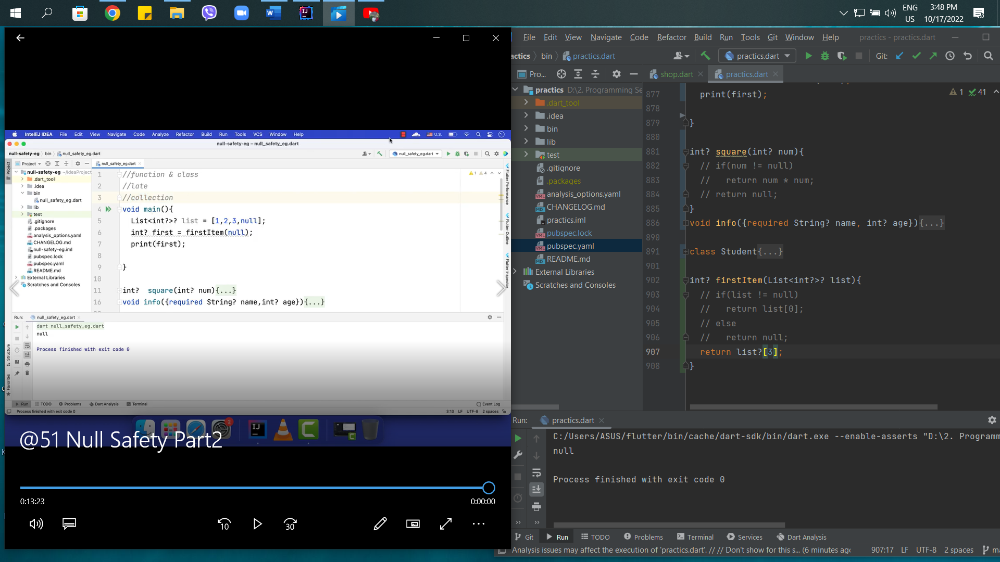 ENG
US
3:48 PM
10/17/2022
IntelliJ IDEA File Edit View Navigate Code Analyze Refactor Build Run Tools VCS Window Help U.S.
null-safety-eg – null_safety_eg.dart
null-safety-eg bin null_safety_eg.dart
null_safety_eg.dart
Project
null_safety_eg.dart
null-safety-eg ~/IdeaProject
.dart_tool
.idea
bin
null_safety_eg.dart
lib
test
.gitignore
.packages
analysis_options.yaml
CHANGELOG.md
null-safety-eg.iml
pubspec.lock
pubspec.yaml
README.md
External Libraries
Scratches and Consoles
1 //function & class
2 //late
3 //collection
4 void main(){
5 List<int?>? list = [1,2,3,null];
6 int? first = firstItem(null);
7 print(first);
8
9 }
10
11 int? square(int? num){...}
16 void info({required String? name,int? age}){...}
1 4
Project
Structure
Favorites
Flutter Performance
Flutter Outline
Flutter Inspector
Run: null_safety_eg.dart
dart null_safety_eg.dart
null
Process finished with exit code 0
Run TODO Problems Dart Analysis Terminal Event Log
Process finished with exit code 0 3:13 LF UTF-8 2 spaces
2
@51 Null Safety Part2
0:13:23
0:00:00
10
30
File Edit View Navigate Code Refactor Build Run Tools Git Window Help practics - practics.dart
actics bin practics.dart
practics.dart
Git:
Pro...
shop.dart
practics.dart
practics D:\2. Programming Se
.dart_tool
.idea
bin
lib
test
.gitignore
.packages
analysis_options.yaml
CHANGELOG.md
practics.iml
pubspec.lock
pubspec.yaml
README.md
External Libraries
Scratches and Consoles
1 41
877 print(first);
878
879 }
880
881 int? square(int? num){
882 // if(num != null)
883 // return num * num;
884 // return null;
885 }
886 void info({required String? name, int? age}){...}
890
891 class Student{...}
901
902 int? firstItem(List<int?>? list){
903 // if(list != null)
904 // return list[0];
905 // else
906 // return null;
907 return list?[3];
908 }
Run: practics.dart
C:/Users/ASUS/flutter/bin/cache/dart-sdk/bin/dart.exe --enable-asserts "D:\2. Programm
null
Process finished with exit code 0
Git Run TODO Problems Terminal Services Dart Analysis
Analysis issues may affect the execution of 'practics.dart'. // // Don't show for this s... (6 minutes ago 907:17 LF UTF-8 2 spaces